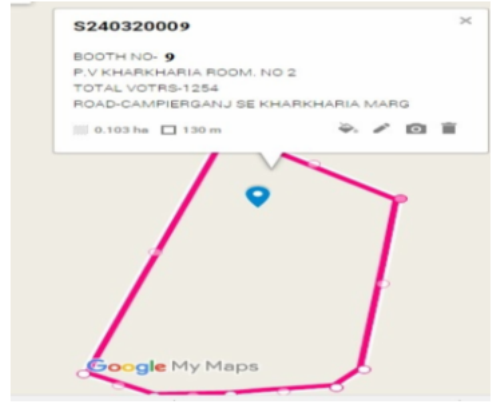 S240320009
BOOTH NO- 9
P.V KHARKHARIA ROOM. NO 2
TOTAL VOTRS-1254
ROAD-CAMPIERGANJ SE KHARKHARIA MARG
0.103 ha 130 m
Google My Maps